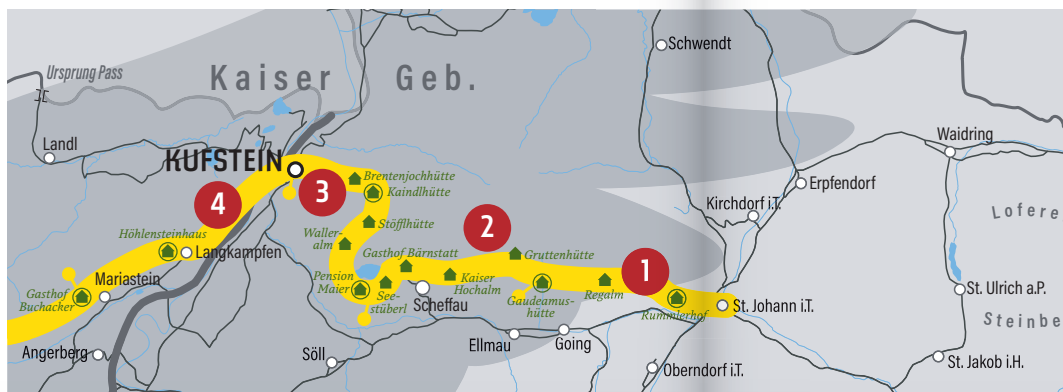 Schwendt
Ursprung Pass
Kaiser Geb.
Landl
Waidring
KUFSTEIN
Brentenjochhütte
Kaindlhütte
3
4
Erpfendorf
Kirchdorf i.T.
Lofere
Stöfflhütte
Waller-
alm
2
Höhlensteinhaus
Langkampfen
Gasthof Bärnstatt
Gruttenhütte
1
Mariastein
Gasthof
Buchacker
Pension
Maier
See-
stüberl
Kaiser
Hochalm
Scheffau
Gaudeamus-
hütte
Regalm
Rummlerhof
St. Johann i.T.
St. Ulrich a.P.
Steinbe
Angerberg
Söll
Ellmau
Going
Oberndorf i.T.
St. Jakob i.H.